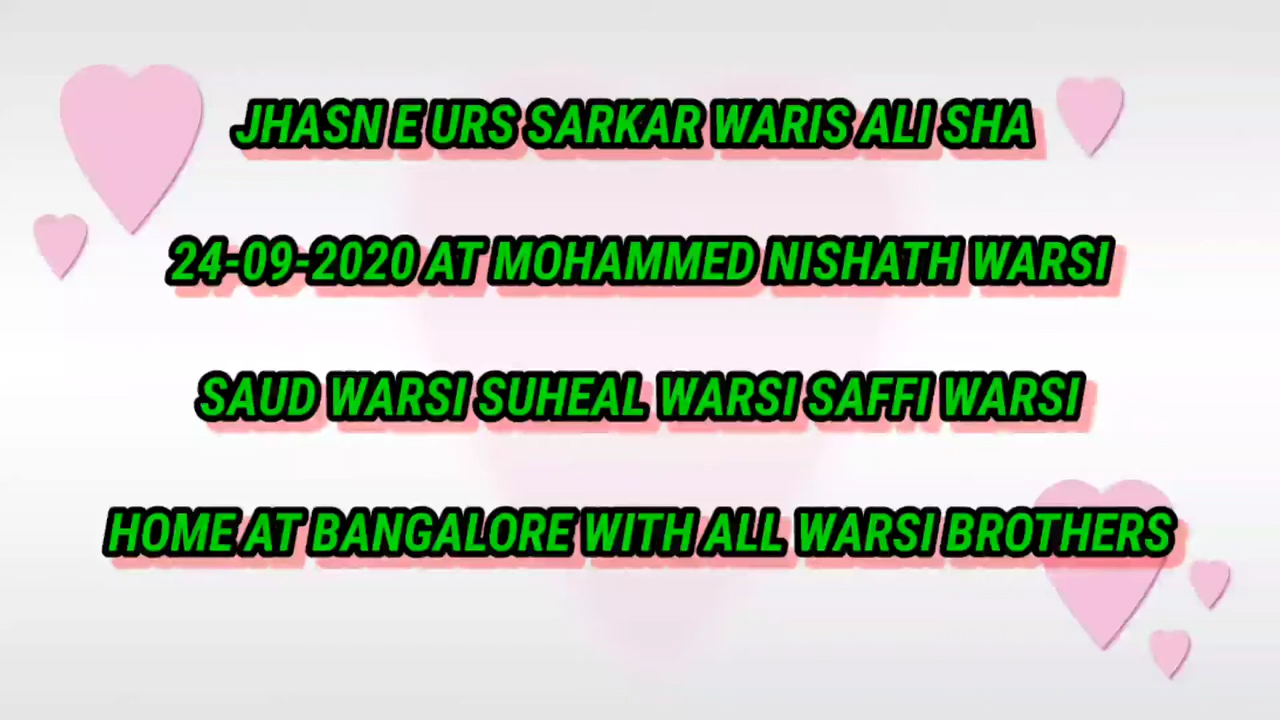 JHASN E URS SARKAR WARIS ALI SHA
24-09-2020 AT MOHAMMED NISHATH WARSI
SAUD WARSI SUHEAL WARSI SAFFI WARSI
HOME AT BANGALORE WITH ALL WARSI BROTHERS